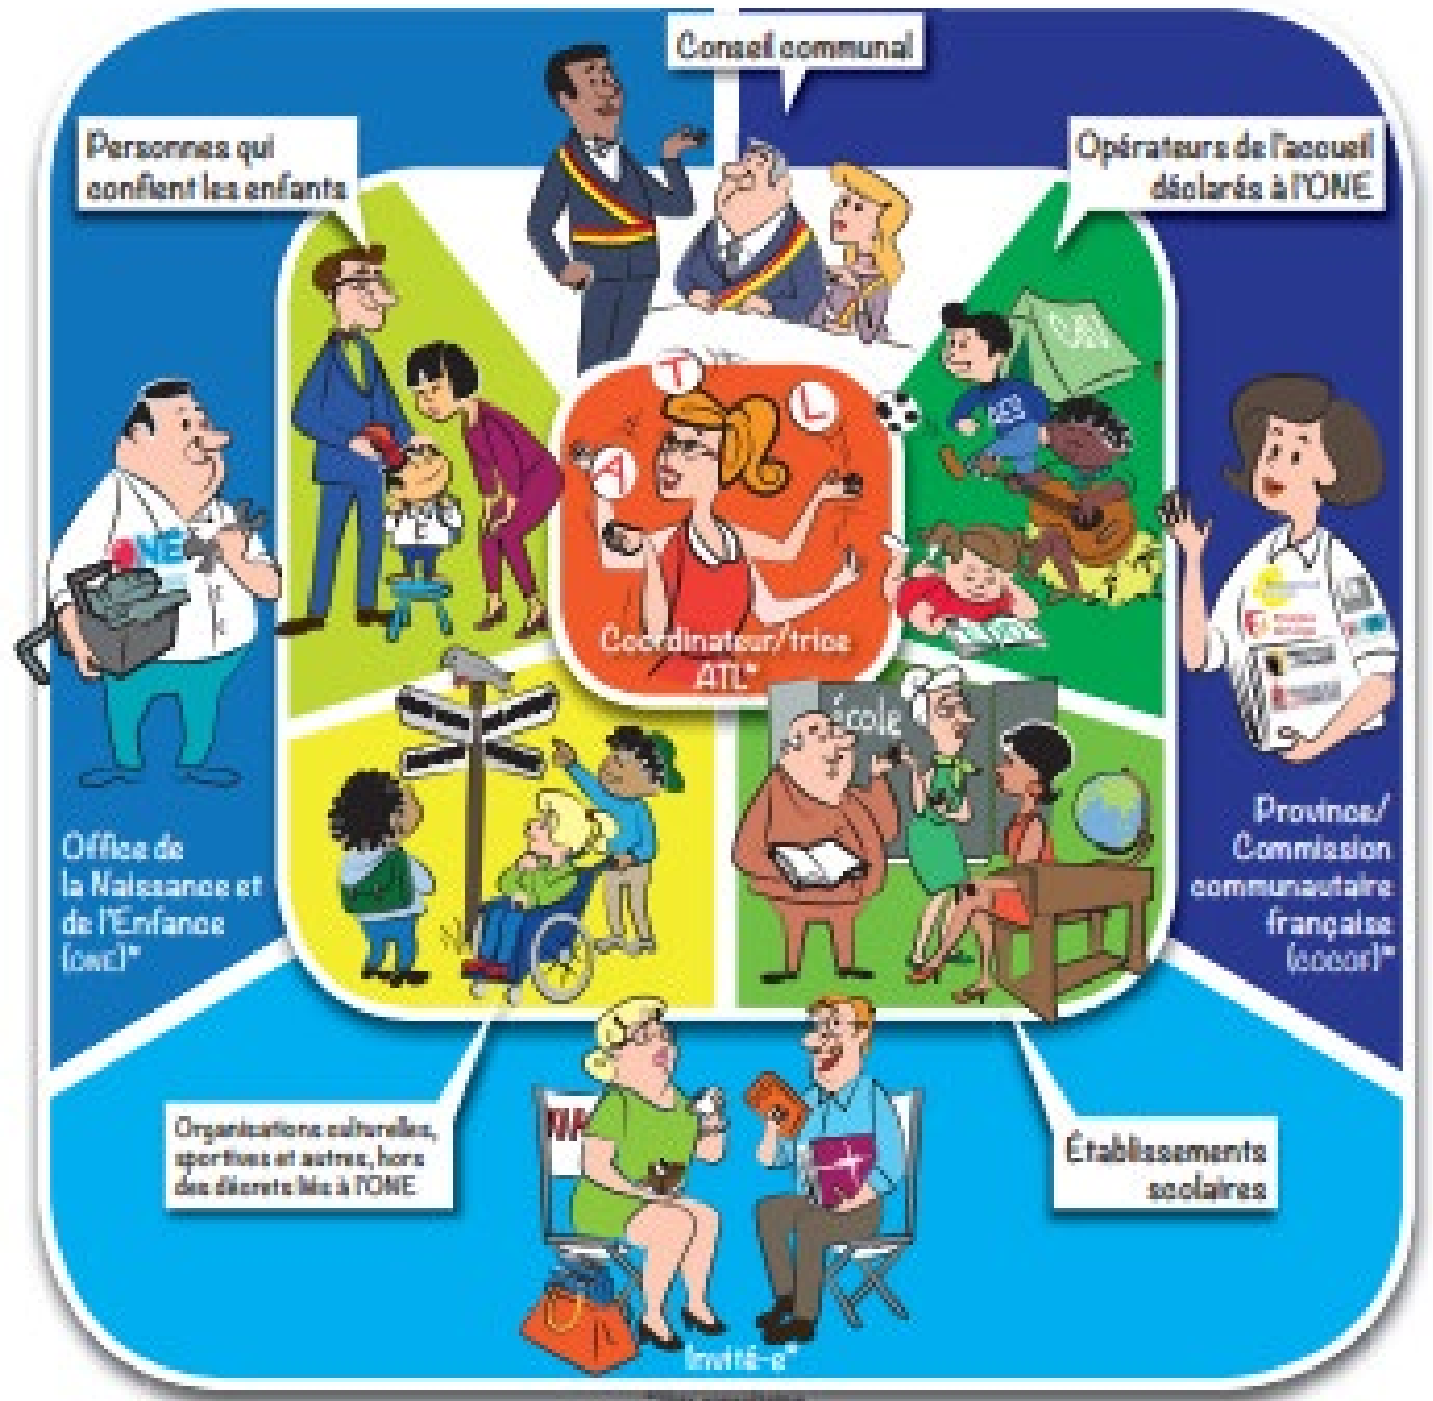 Conseil communal
Personnes qui
confient les enfants
Opérateurs de l'accueil
déclarés à l'ONE
T
L
A
AES
ONE
Coordinateur/trice
ATL*
école
Office de
la Naissance et
de l'Enfance
(ONE)*
Province/
Commission
communautaire
française
(COCOF)*
Organisations culturelles,
sportives et autres, hors
des décrets liés à l'ONE
Établissements
scolaires
Invité-e*